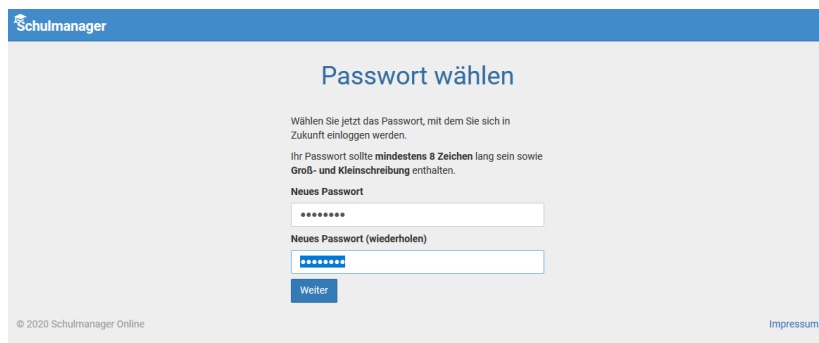 Schulmanager
Passwort wählen
Wählen Sie jetzt das Passwort, mit dem Sie sich in
Zukunft einloggen werden.
Ihr Passwort sollte mindestens 8 Zeichen lang sein sowie
Groß- und Kleinschreibung enthalten.
Neues Passwort
••••••••
Neues Passwort (wiederholen)
••••••••
Weiter
© 2020 Schulmanager Online
Impressum